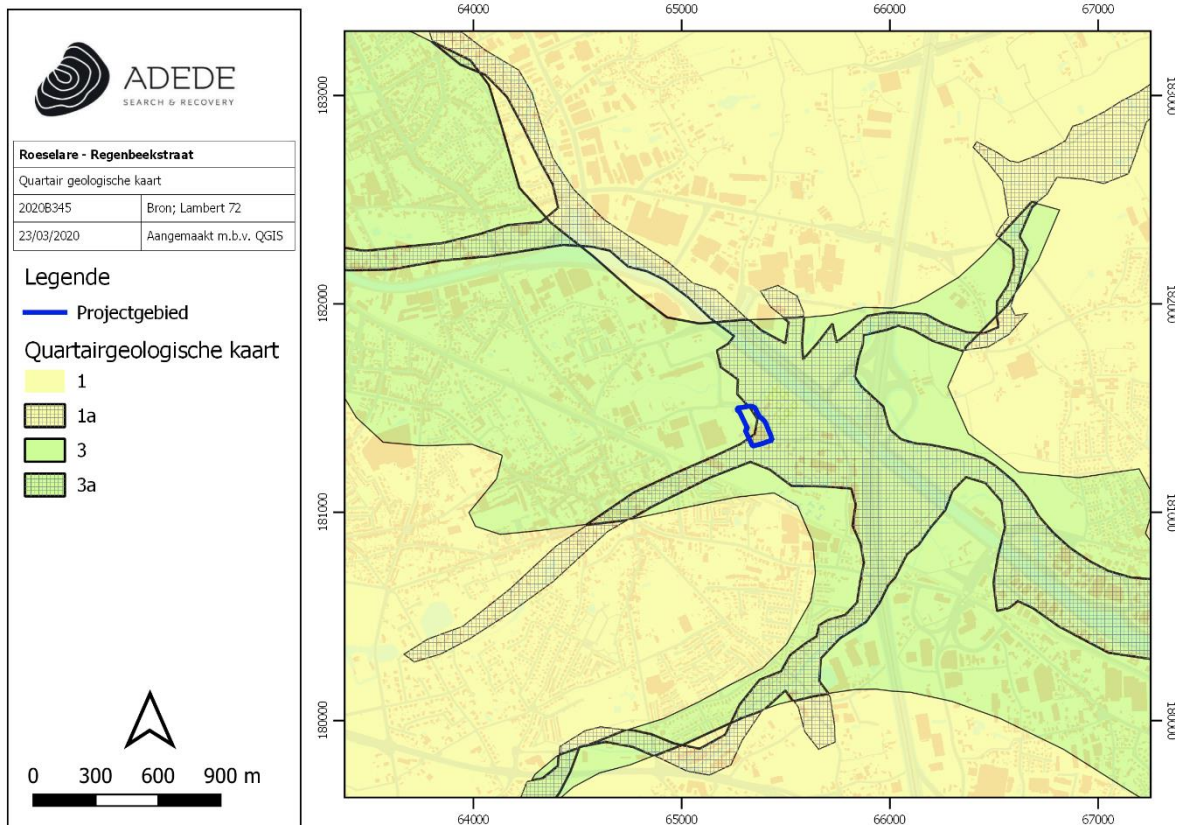 ADEDE
SEARCH & RECOVERY
Roeselare - Regenbeekstraat
Quartair geologische kaart
2020B345 Bron; Lambert 72
23/03/2020 Aangemaakt m.b.v. QGIS
Legende
Projectgebied
Quartairgeologische kaart
1
1a
3
3a
0 300 600 900 m
64000 65000 66000 67000
183000 183000
182000 182000
181000 181000
180000 180000
64000 65000 66000 67000